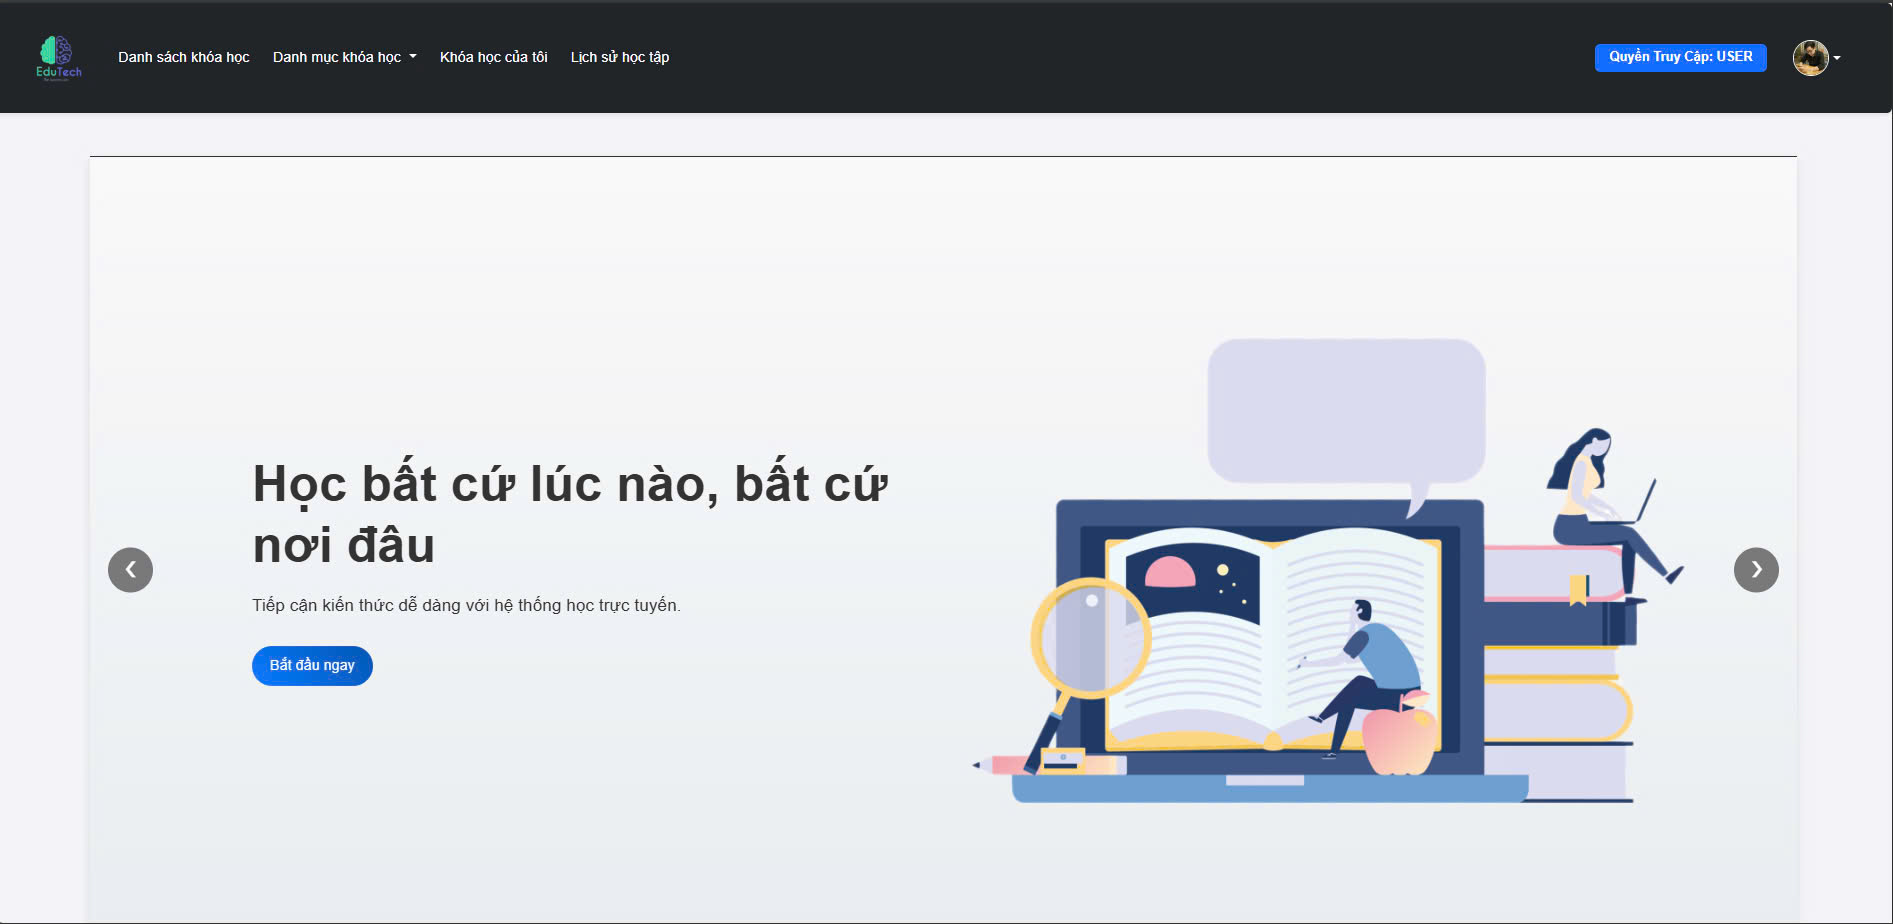 EduTech
Danh sách khóa học
Danh mục khóa học
Khóa học của tôi
Lịch sử học tập
Quyền Truy Cập: USER
Học bất cứ lúc nào, bất cứ
nơi đâu
Tiếp cận kiến thức dễ dàng với hệ thống học trực tuyến.
Bắt đầu ngay